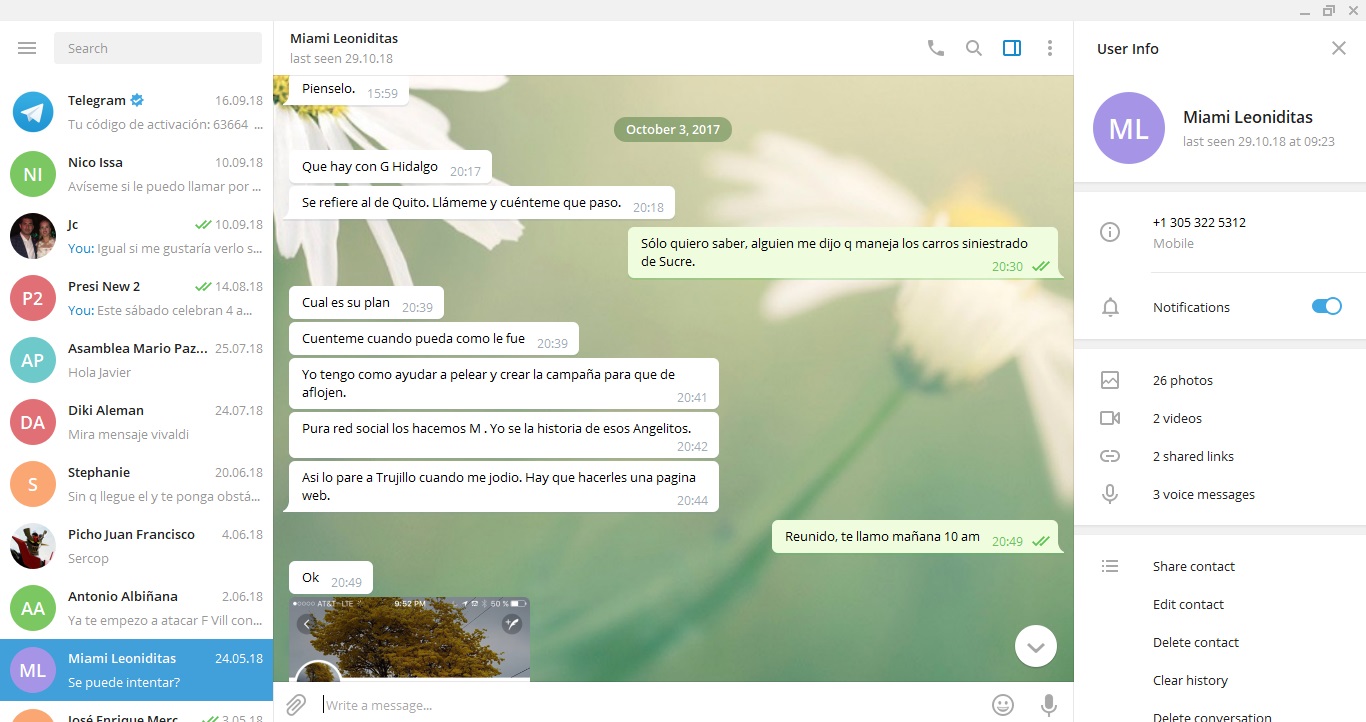 Search
Telegram 16.09.18
Tu código de activación: 63664 ...
Nico Issa 10.09.18
NI
Avíseme si le puedo llamar por ...
Jc 10.09.18
You: Igual si me gustaría verlo s...
Presi New 2 14.08.18
P2
You: Este sábado celebran 4 a...
Asamblea Mario Paz... 25.07.18
AP
Hola Javier
Diki Aleman 24.07.18
DA
Mira mensaje vivaldi
Stephanie 20.06.18
S
Sin q llegue el y te ponga obstá...
Picho Juan Francisco 4.06.18
Sercop
Antonio Albiñana 2.06.18
AA
Ya te empezo a atacar F Vill con...
Miami Leoniditas 24.05.18
ML
Se puede intentar?
José Enrique Merc... 3.05.18
Miami Leoniditas
last seen 29.10.18
Pienselo. 15:59
October 3, 2017
Que hay con G Hidalgo 20:17
Se refiere al de Quito. Llámeme y cuénteme que paso. 20:18
Sólo quiero saber, alguien me dijo q maneja los carros siniestrado
de Sucre. 20:30
Cual es su plan 20:39
Cuenteme cuando pueda como le fue 20:39
Yo tengo como ayudar a pelear y crear la campaña para que de
aflojen. 20:41
Pura red social los hacemos M . Yo se la historia de esos Angelitos.
20:42
Asi lo pare a Trujillo cuando me jodio. Hay que hacerles una pagina
web. 20:44
Reunido, te llamo mañana 10 am 20:49
Ok 20:49
AT&T-LTE 9:52 PM 50 %
Write a message...
User Info
ML
Miami Leoniditas
last seen 29.10.18 at 09:23
+1 305 322 5312
Mobile
Notifications
26 photos
2 videos
2 shared links
3 voice messages
Share contact
Edit contact
Delete contact
Clear history
Delete conversation